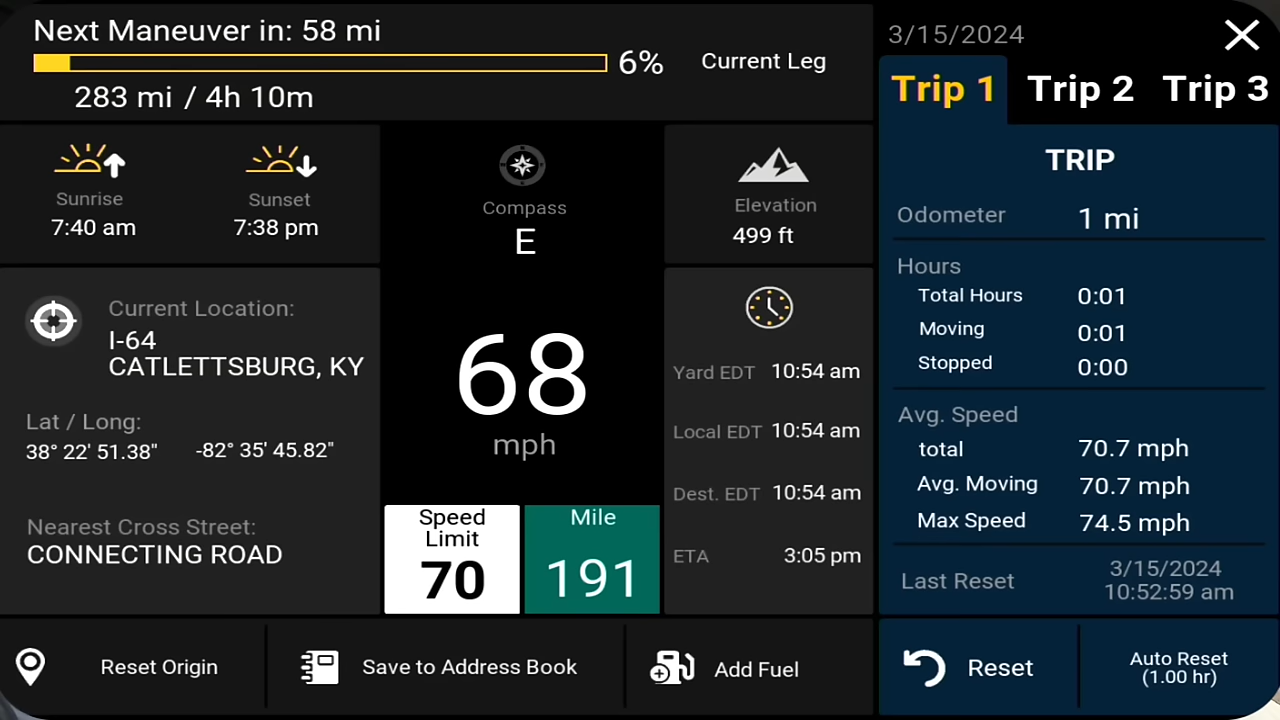 Next Maneuver in: 58 mi
6%
Current Leg
283 mi / 4h 10m
Sunrise
7:40 am
Sunset
7:38 pm
Compass
E
Elevation
499 ft
Current Location:
I-64
CATLETTSBURG, KY
Lat / Long:
38° 22' 51.38" -82° 35' 45.82"
Nearest Cross Street:
CONNECTING ROAD
68
mph
Speed
Limit
70
Mile
191
Yard EDT 10:54 am
Local EDT 10:54 am
Dest. EDT 10:54 am
ETA 3:05 pm
Reset Origin
Save to Address Book
Add Fuel
3/15/2024
Trip 1 Trip 2 Trip 3
TRIP
Odometer 1 mi
Hours
Total Hours 0:01
Moving 0:01
Stopped 0:00
Avg. Speed
total 70.7 mph
Avg. Moving 70.7 mph
Max Speed 74.5 mph
Last Reset 3/15/2024
10:52:59 am
Reset
Auto Reset
(1.00 hr)